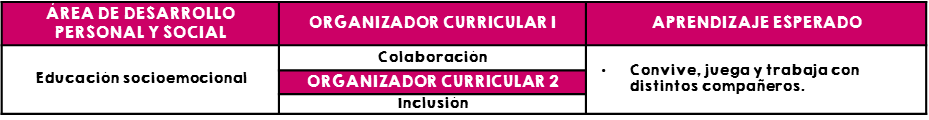 ÁREA DE DESARROLLO
PERSONAL Y SOCIAL
ORGANIZADOR CURRICULAR 1
APRENDIZAJE ESPERADO
Educación socioemocional
Colaboración
ORGANIZADOR CURRICULAR 2
Inclusión
• Convive, juega y trabaja con
distintos compañeros.